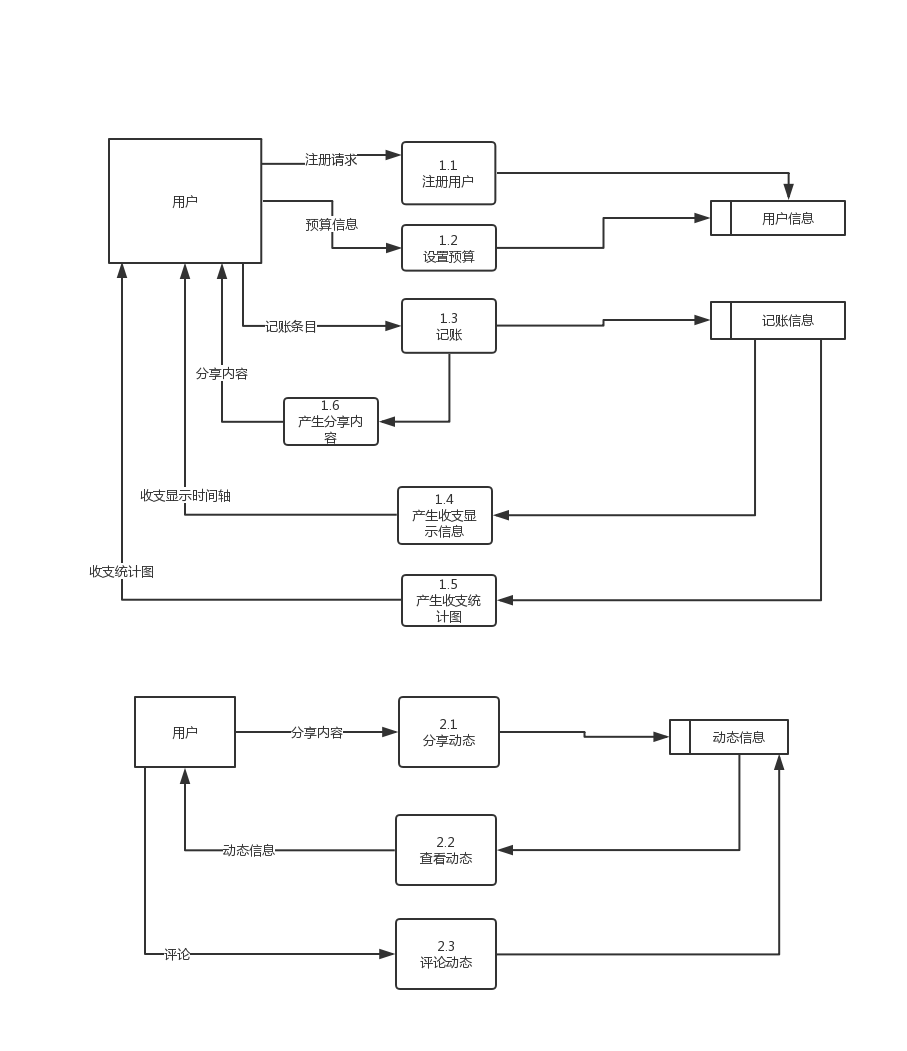 用户
注册请求
1.1
注册用户
预算信息
1.2
设置预算
用户信息
记账条目
1.3
记账
记账信息
分享内容
1.6
产生分享内
容
收支显示时间轴
1.4
产生收支显
示信息
收支统计图
1.5
产生收支统
计图
用户
分享内容
2.1
分享动态
动态信息
动态信息
2.2
查看动态
评论
2.3
评论动态